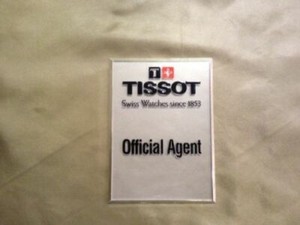 T+
TISSOT
Swiss Watches since 1853
Official Agent